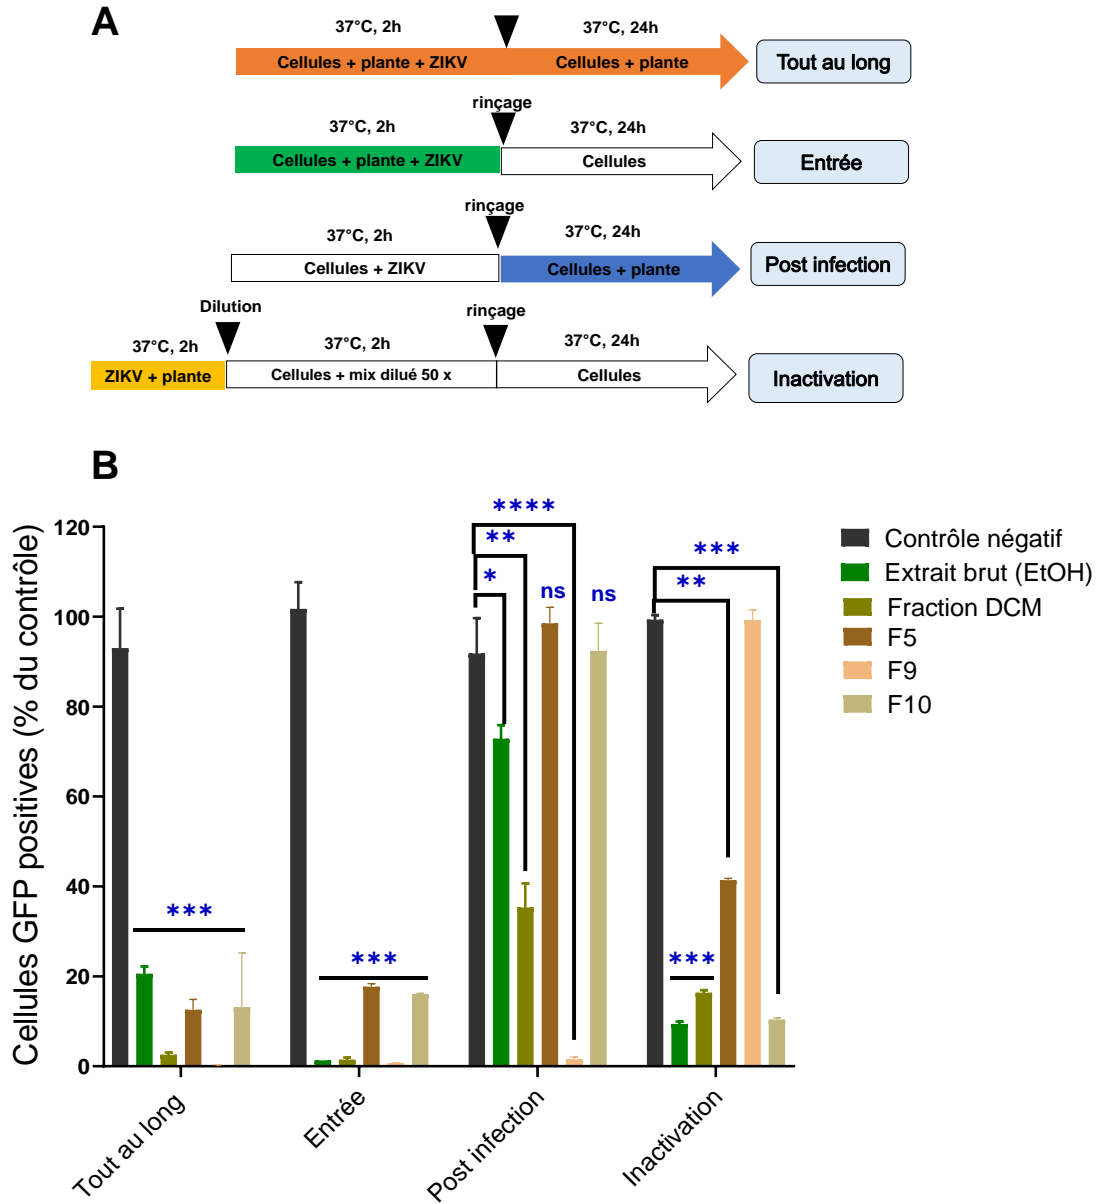 A
37°C, 2h
37°C, 24h
Cellules + plante + ZIKV
Cellules + plante
Tout au long
rinçage
37°C, 2h
37°C, 24h
Cellules + plante + ZIKV
Cellules
Entrée
rinçage
37°C, 2h
37°C, 24h
Cellules + ZIKV
Cellules + plante
Post infection
Dilution
rinçage
37°C, 2h
37°C, 2h
37°C, 24h
ZIKV + plante
Cellules + mix dilué 50 x
Cellules
Inactivation
B
Cellules GFP positives (% du contrôle)
120
100
80
60
40
20
0
***
***
****
**
*
ns
ns
***
**
***
Tout au long
Entrée
Post infection
Inactivation
Contrôle négatif
Extrait brut (EtOH)
Fraction DCM
F5
F9
F10